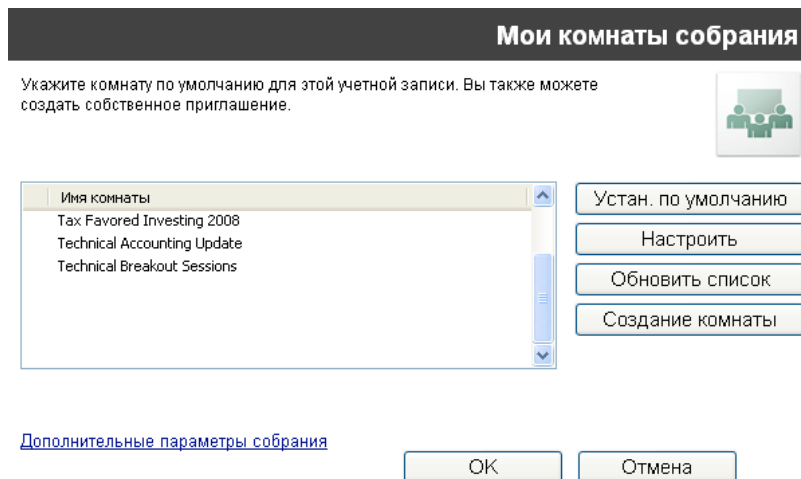 Мои комнаты собрания
Укажите комнату по умолчанию для этой учетной записи. Вы также можете
создать собственное приглашение.
Имя комнаты
Tax Favored Investing 2008
Technical Accounting Update
Technical Breakout Sessions
Устан. по умолчанию
Настроить
Обновить список
Создание комнаты
Дополнительные параметры собрания
OK
Отмена